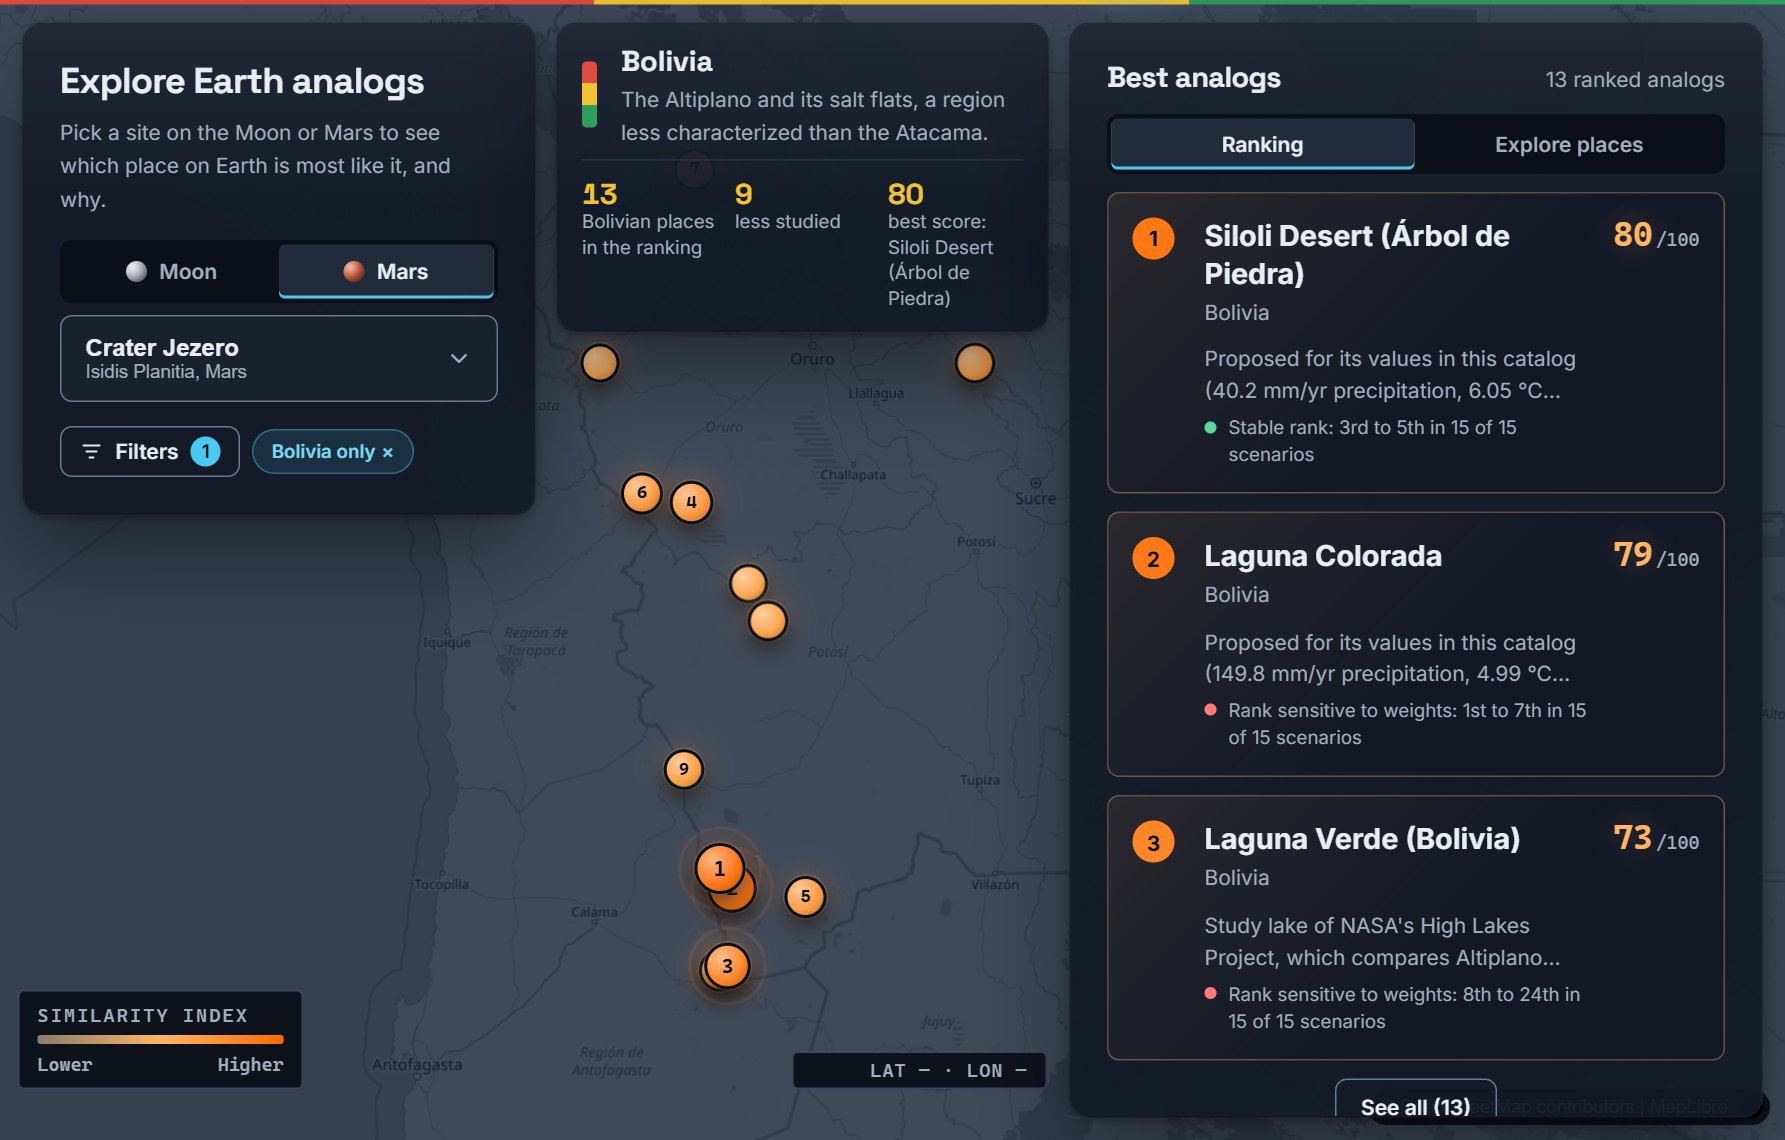 Explore Earth analogs
Pick a site on the Moon or Mars to see
which place on Earth is most like it, and
why.
Moon
Mars
Crater Jezero
Isidis Planitia, Mars
Filters 1
Bolivia only ×
Bolivia
The Altiplano and its salt flats, a region
less characterized than the Atacama.
13
Bolivian places
in the ranking
9
less studied
80
best score:
Siloli Desert
(Árbol de
Piedra)
Best analogs
13 ranked analogs
Ranking
Explore places
1
Siloli Desert (Árbol de
Piedra)
80/100
Bolivia
Proposed for its values in this catalog
(40.2 mm/yr precipitation, 6.05 °C...
Stable rank: 3rd to 5th in 15 of 15
scenarios
2
Laguna Colorada
79/100
Bolivia
Proposed for its values in this catalog
(149.8 mm/yr precipitation, 4.99 °C...
Rank sensitive to weights: 1st to 7th in 15
of 15 scenarios
3
Laguna Verde (Bolivia)
73/100
Bolivia
Study lake of NASA's High Lakes
Project, which compares Altiplano...
Rank sensitive to weights: 8th to 24th in
15 of 15 scenarios
See all (13)
contributors | MapLibre
7
Oruro
Llallagua
Oruro
Challapata
Sucre
6
4
Potosí
Iquique
Región de
Tarapacá
Potosí
9
Tupiza
1
2
5
Tocopilla
Villazón
Calama
3
Jujuy
Región de
Antofagasta
Antofagasta
SIMILARITY INDEX
Lower
Higher
LAT — · LON —